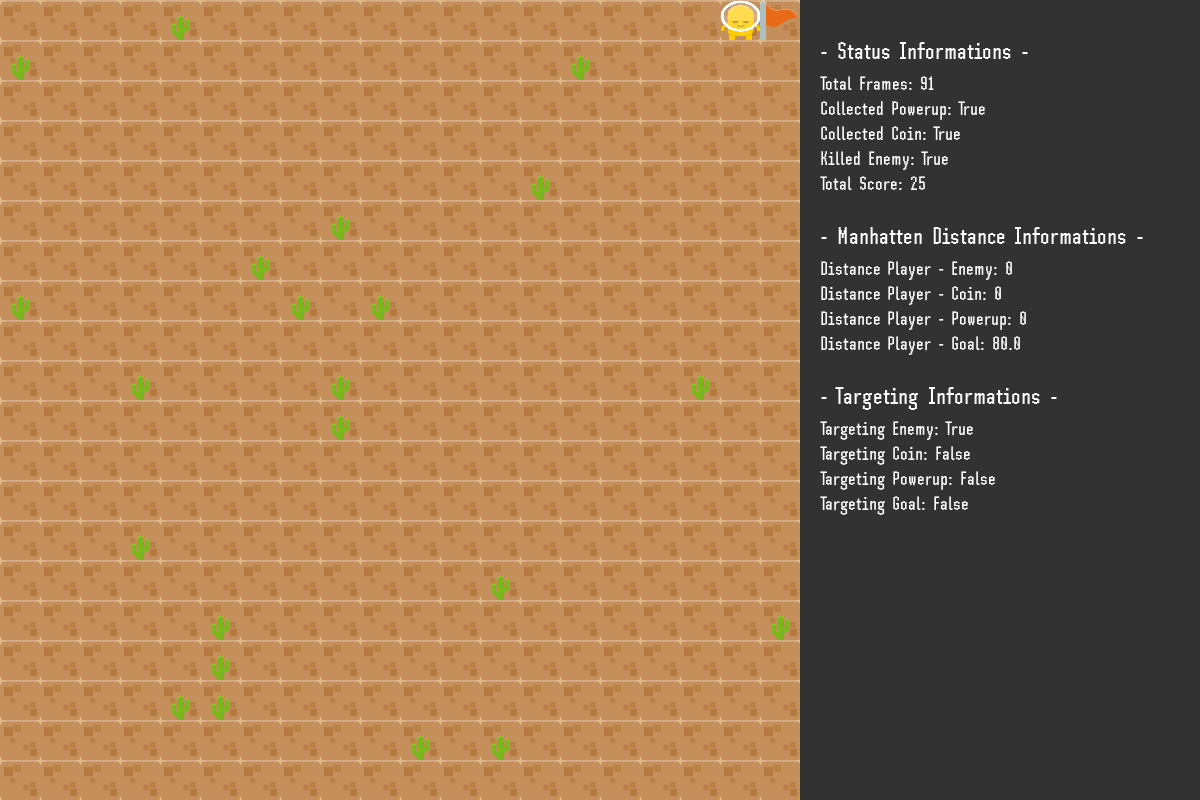 - Status Informations -
Total Frames: 91
Collected Powerup: True
Collected Coin: True
Killed Enemy: True
Total Score: 25
- Manhatten Distance Informations -
Distance Player - Enemy: 0
Distance Player - Coin: 0
Distance Player - Powerup: 0
Distance Player - Goal: 80.0
- Targeting Informations -
Targeting Enemy: True
Targeting Coin: False
Targeting Powerup: False
Targeting Goal: False